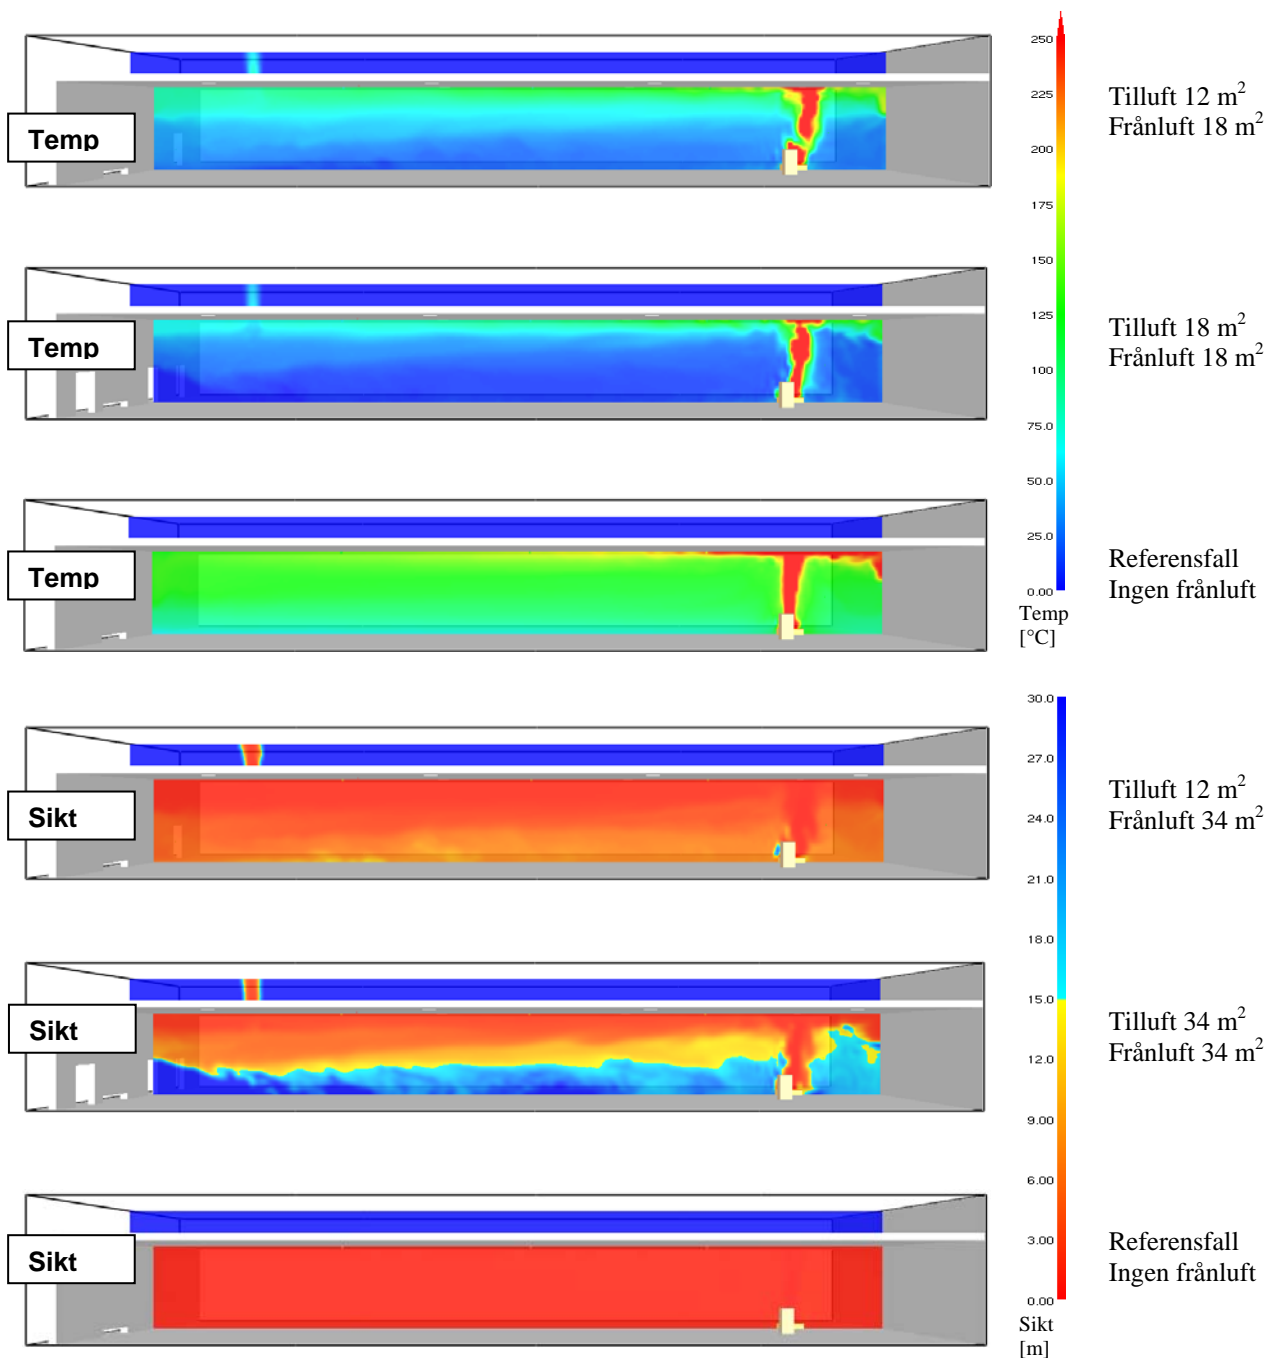 Temp
250
225
200
175
150
125
100
75.0
50.0
25.0
0.00
Temp
[°C]
Tilluft 12 m²
Frånluft 18 m²
Temp
Tilluft 18 m²
Frånluft 18 m²
Temp
Referensfall
Ingen frånluft
Sikt
30.0
27.0
24.0
21.0
18.0
15.0
12.0
9.00
6.00
3.00
0.00
Sikt
[m]
Tilluft 12 m²
Frånluft 34 m²
Sikt
Tilluft 34 m²
Frånluft 34 m²
Sikt
Referensfall
Ingen frånluft